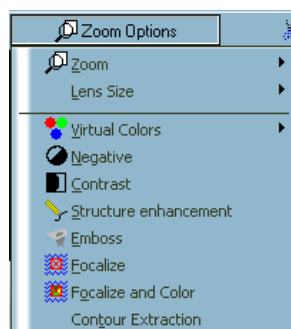 Zoom Options
Zoom
Lens Size
Virtual Colors
Negative
Contrast
Structure enhancement
Emboss
Focalize
Focalize and Color
Contour Extraction